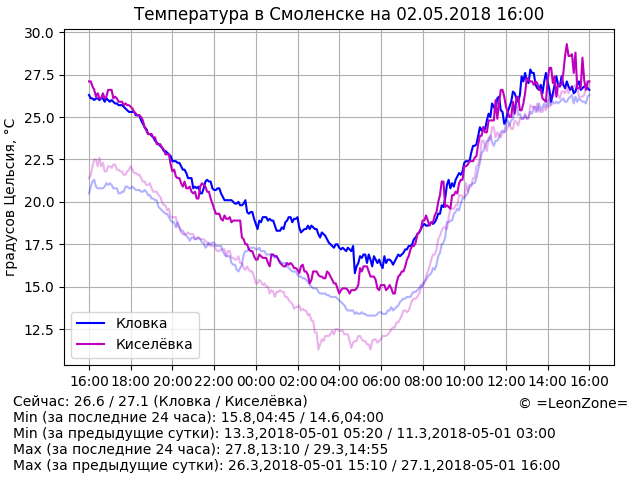 Температура в Смоленске на 02.05.2018 16:00
градусов Цельсия, °C
30.0
27.5
25.0
22.5
20.0
17.5
15.0
12.5
Кловка
Киселёвка
16:00 18:00 20:00 22:00 00:00 02:00 04:00 06:00 08:00 10:00 12:00 14:00 16:00
Сейчас: 26.6 / 27.1 (Кловка / Киселёвка)
© =LeonZone=
Min (за последние 24 часа): 15.8,04:45 / 14.6,04:00
Min (за предыдущие сутки): 13.3,2018-05-01 05:20 / 11.3,2018-05-01 03:00
Max (за последние 24 часа): 27.8,13:10 / 29.3,14:55
Max (за предыдущие сутки): 26.3,2018-05-01 15:10 / 27.1,2018-05-01 16:00